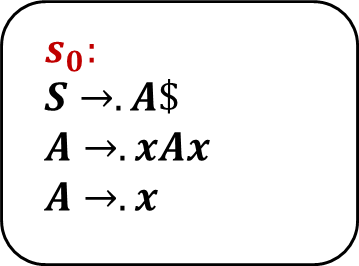 s₀:
S →. A$
A →. xAx
A →. x